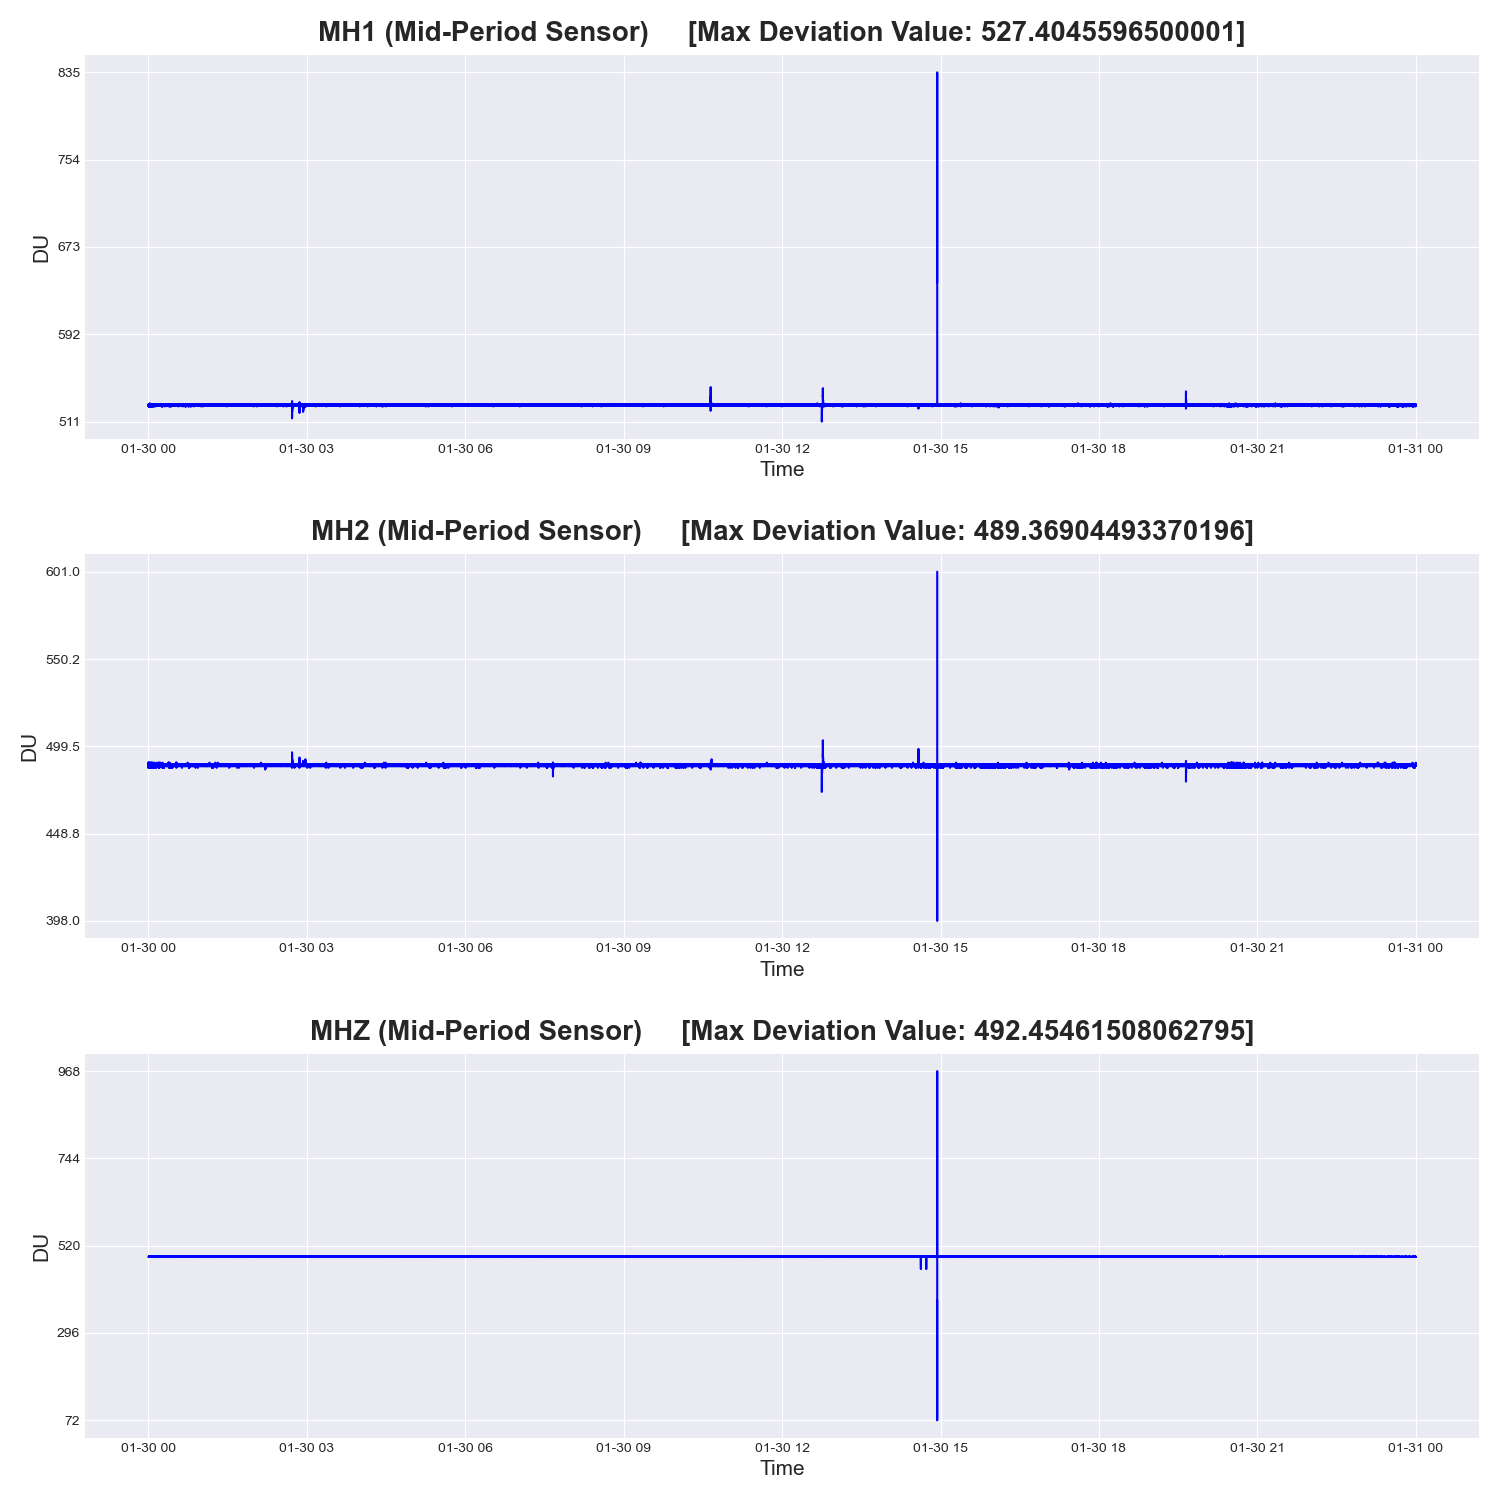 MH1 (Mid-Period Sensor) [Max Deviation Value: 527.4045596500001]
835
754
673
592
511
DU
01-30 00 01-30 03 01-30 06 01-30 09 01-30 12 01-30 15 01-30 18 01-30 21 01-31 00
Time
MH2 (Mid-Period Sensor) [Max Deviation Value: 489.36904493370196]
601.0
550.2
499.5
448.8
398.0
DU
01-30 00 01-30 03 01-30 06 01-30 09 01-30 12 01-30 15 01-30 18 01-30 21 01-31 00
Time
MHZ (Mid-Period Sensor) [Max Deviation Value: 492.45461508062795]
968
744
520
296
72
DU
01-30 00 01-30 03 01-30 06 01-30 09 01-30 12 01-30 15 01-30 18 01-30 21 01-31 00
Time